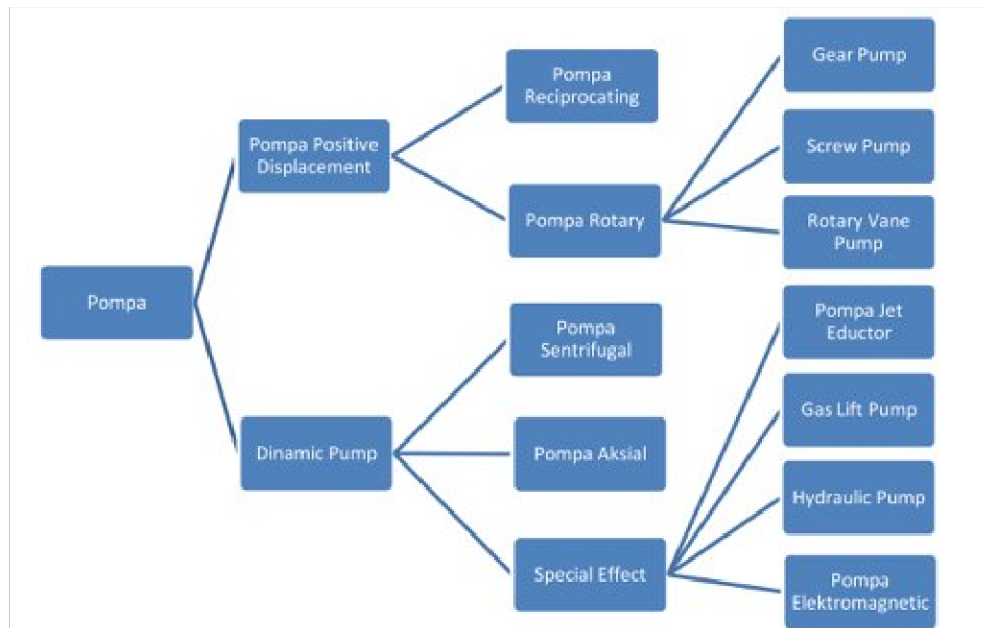 Pompa
Pompa Positive
Displacement
Dinamic Pump
Pompa
Reciprocating
Pompa Rotary
Pompa
Sentrifugal
Pompa Aksial
Special Effect
Gear Pump
Screw Pump
Rotary Vane
Pump
Pompa Jet
Eductor
Gas Lift Pump
Hydraulic Pump
Pompa
Elektromagnetic